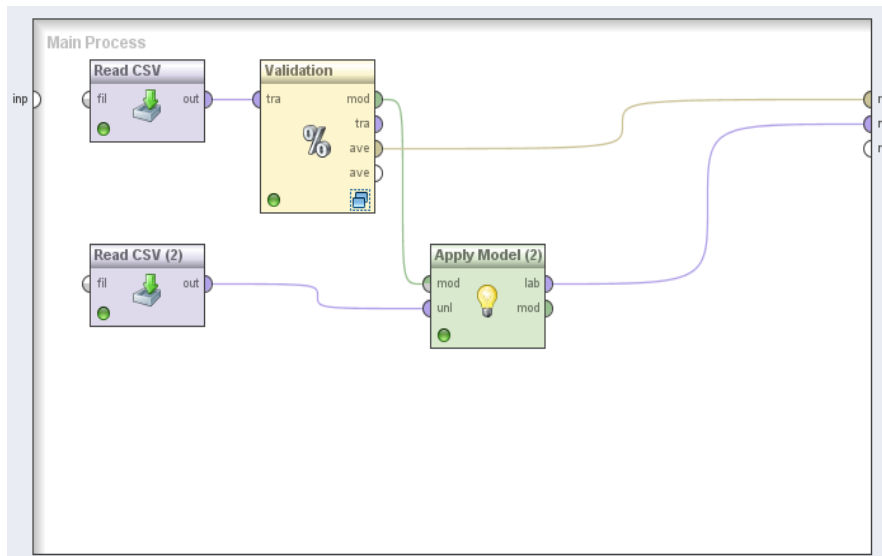 Main Process
Read CSV
Validation
inp
fil
out
tra
mod
tra
ave
ave
%
Read CSV (2)
Apply Model (2)
fil
out
mod
lab
unl
mod